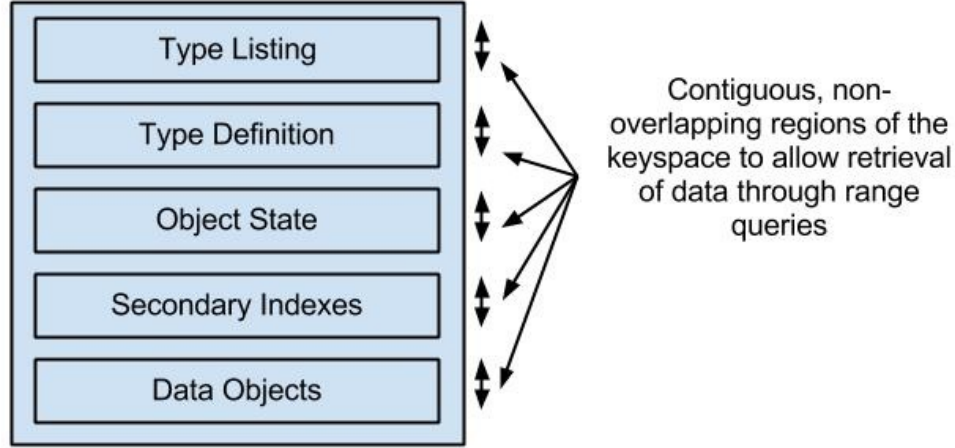 Type Listing
Type Definition
Object State
Secondary Indexes
Data Objects
Contiguous, non-
overlapping regions of the
keyspace to allow retrieval
of data through range
queries